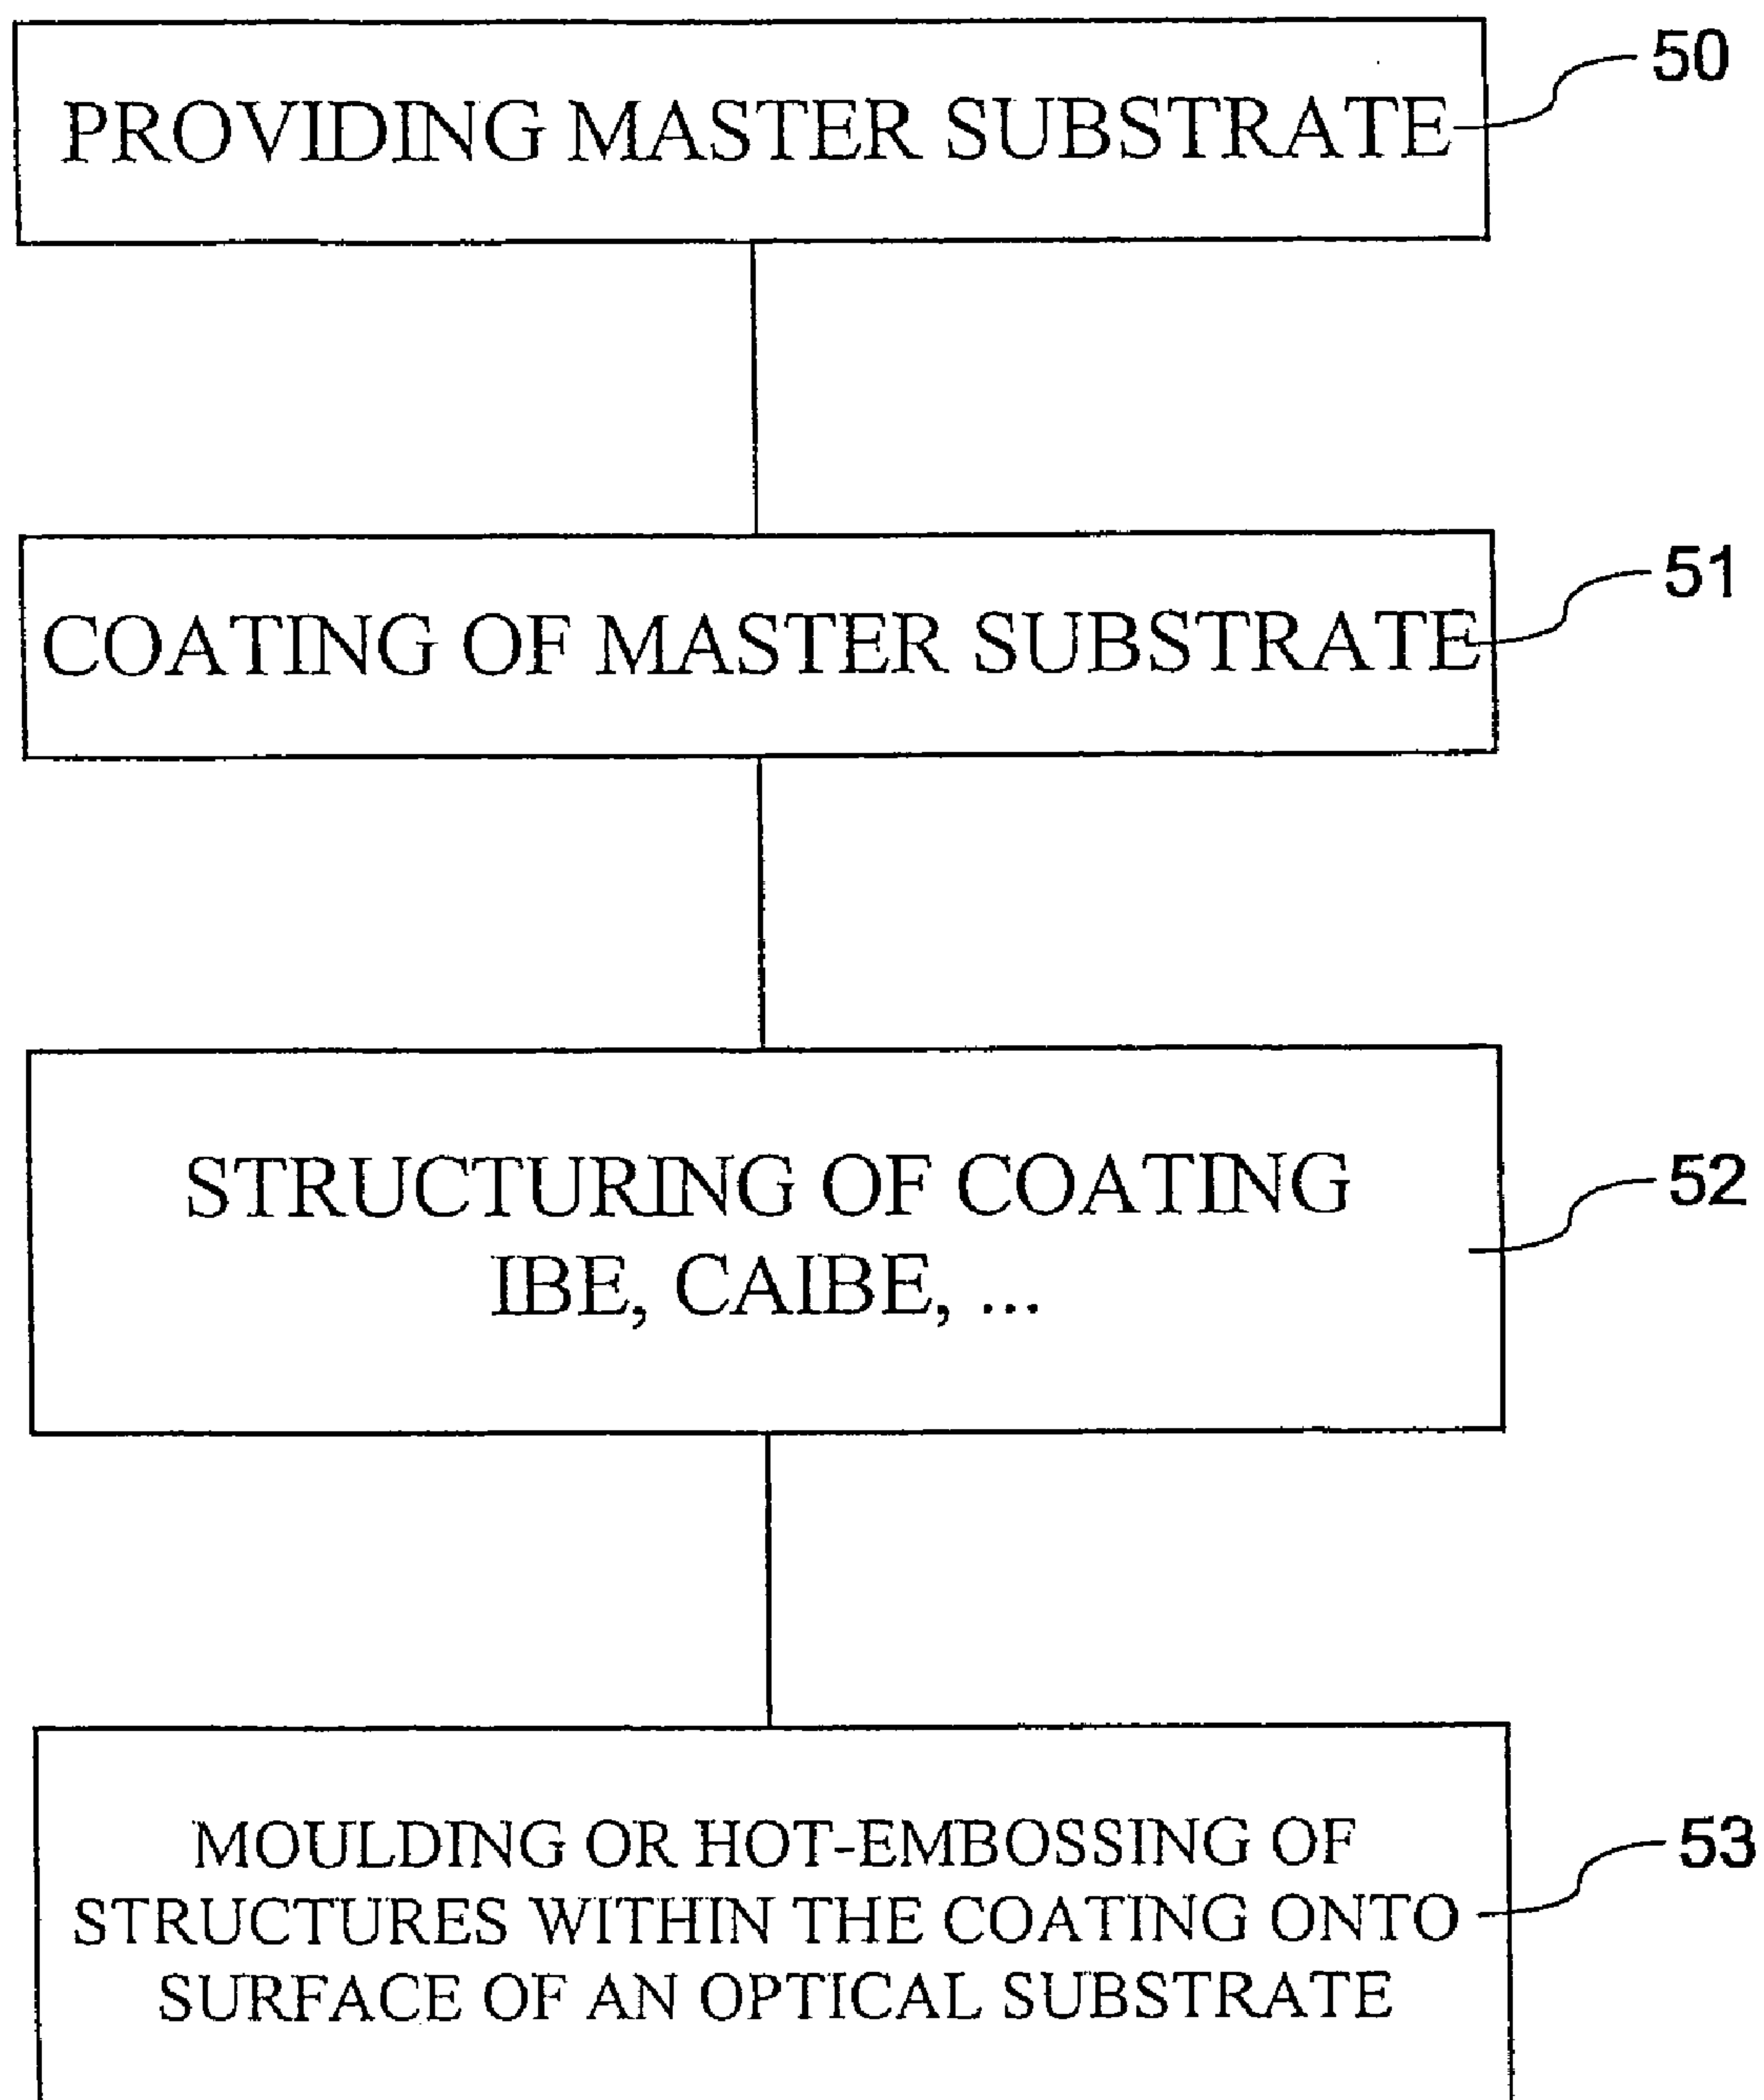 50
PROVIDING MASTER SUBSTRATE
51
COATING OF MASTER SUBSTRATE
52
STRUCTURING OF COATING
IBE, CAIBE, ...
53
MOULDING OR HOT-EMBOSSING OF
STRUCTURES WITHIN THE COATING ONTO
SURFACE OF AN OPTICAL SUBSTRATE